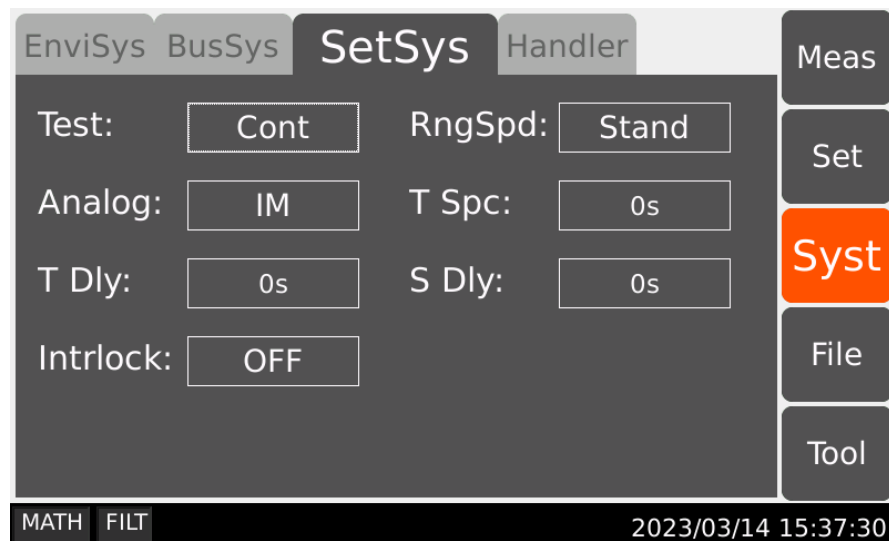 EnviSys BusSys SetSys Handler
Meas
Test: Cont RngSpd: Stand
Set
Analog: IM T Spc: 0s
Syst
T Dly: 0s S Dly: 0s
Intrlock: OFF
File
Tool
MATH FILT 2023/03/14 15:37:30